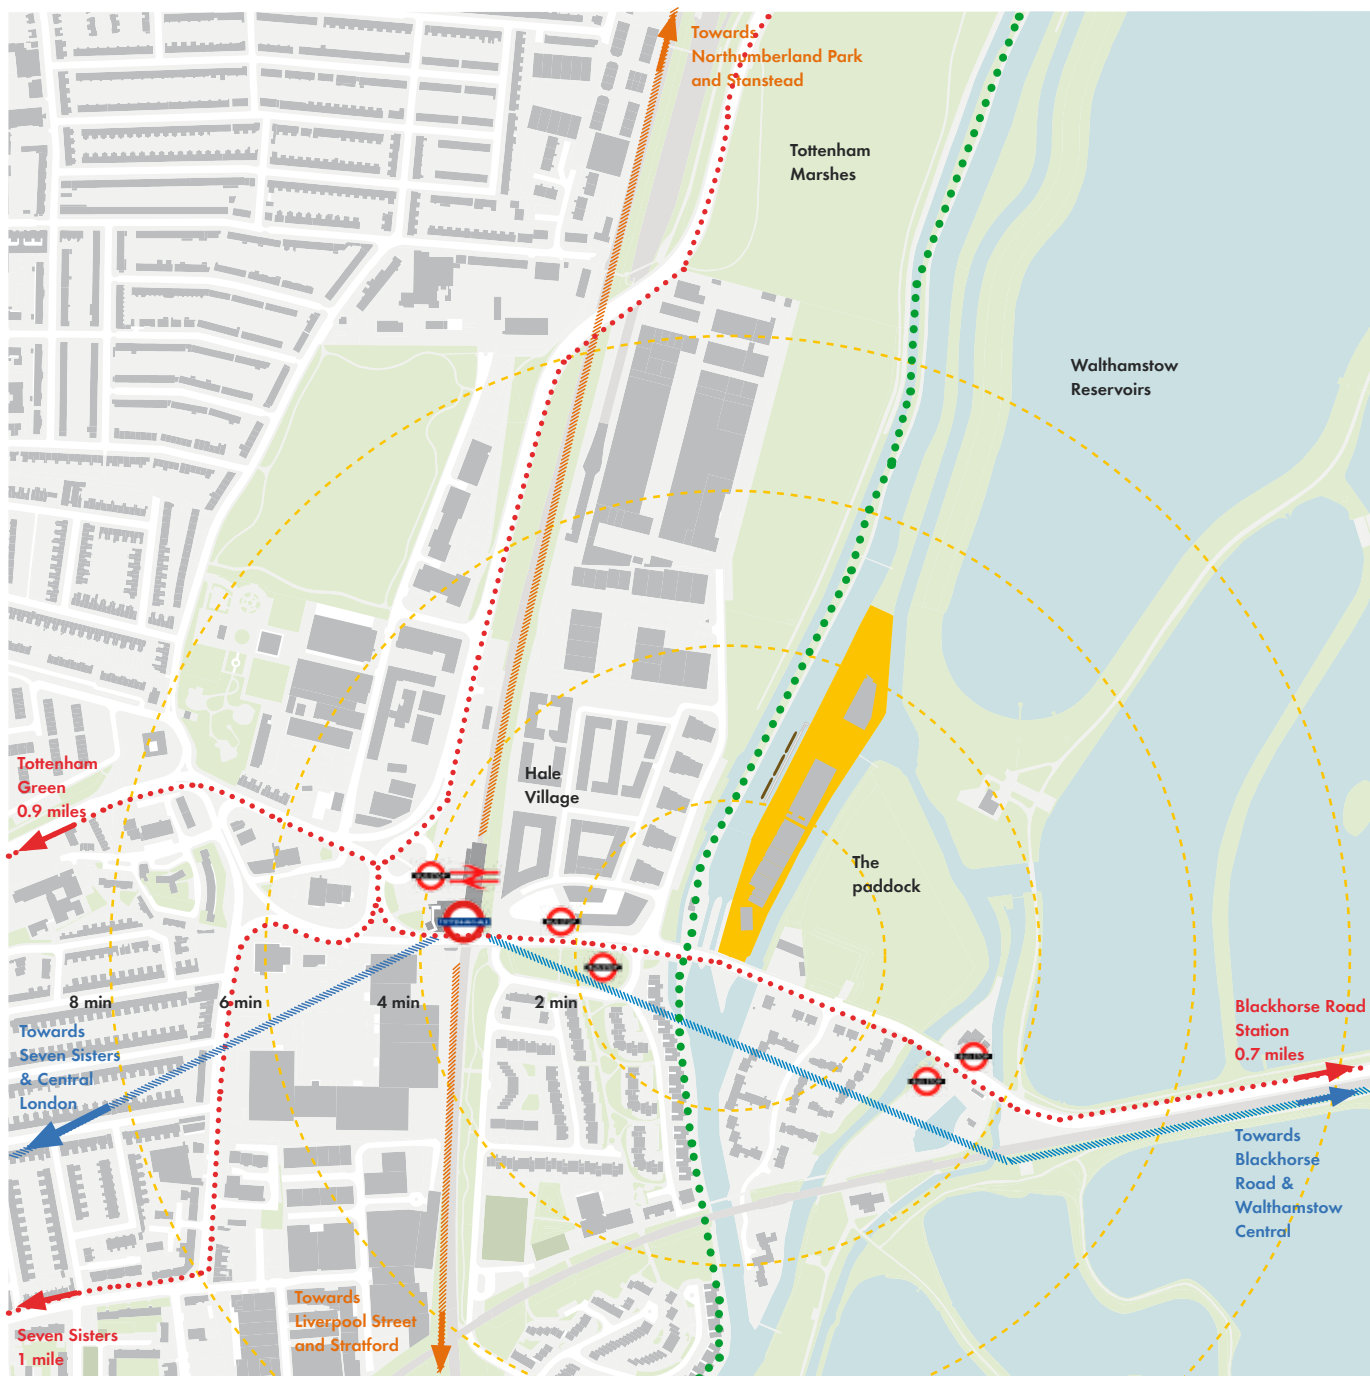 Towards
Northumberland Park
and Stanstead
Tottenham
Marshes
Walthamstow
Reservoirs
Tottenham
Green
0.9 miles
Hale
Village
The
paddock
8 min
6 min
4 min
2 min
Towards
Seven Sisters
& Central
London
Blackhorse Road
Station
0.7 miles
Towards
Blackhorse
Road &
Walthamstow
Central
Towards
Liverpool Street
and Stratford
Seven Sisters
1 mile